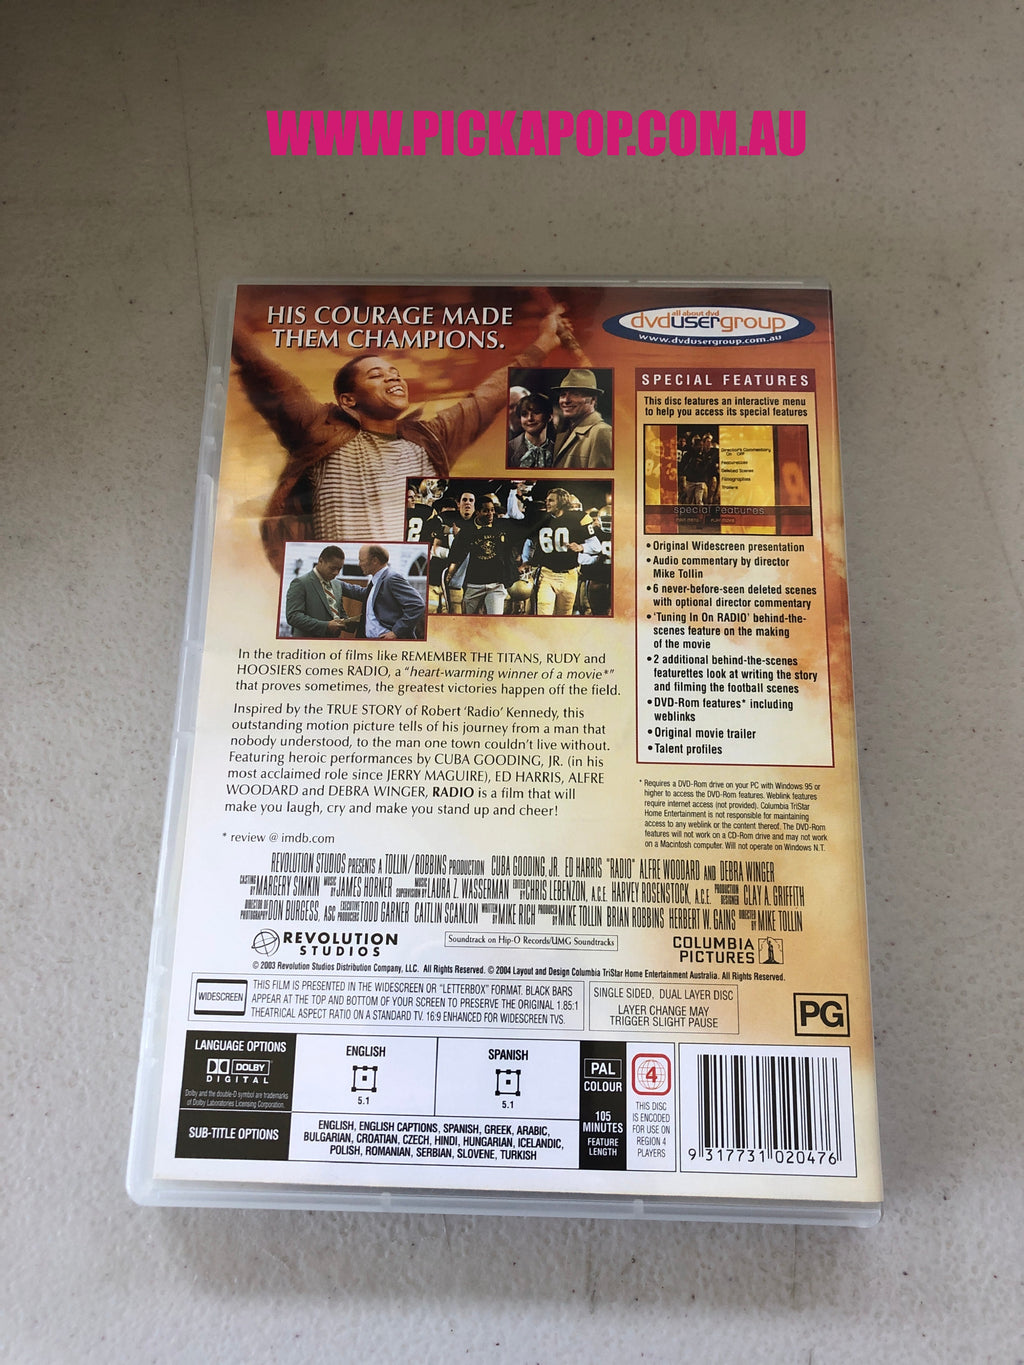 WWW.PICKAPOP.COM.AU
HIS COURAGE MADE
THEM CHAMPIONS.
all about dvd
dvdusergroup
www.dvdusergroup.com.au
SPECIAL FEATURES
This disc features an interactive menu
to help you access its special features
Director's Commentary
On Off
Featurettes
Deleted Scenes
Filmographies
Trailers
special features
MAIN MENU PLAY MOVIE
60
• Original Widescreen presentation
• Audio commentary by director
Mike Tollin
• 6 never-before-seen deleted scenes
with optional director commentary
• 'Tuning In On RADIO' behind-the-
scenes feature on the making
of the movie
• 2 additional behind-the-scenes
featurettes look at writing the story
and filming the football scenes
• DVD-Rom features* including
weblinks
• Original movie trailer
• Talent profiles
* Requires a DVD-Rom drive on your PC with Windows 95 or
higher to access the DVD-Rom features. Weblink features
require internet access (not provided). Columbia TriStar
Home Entertainment is not responsible for maintaining
access to any weblink or the content thereof. The DVD-Rom
features will not work on a CD-Rom drive and may not work
on a Macintosh computer. Will not operate on Windows N.T.
In the tradition of films like REMEMBER THE TITANS, RUDY and
HOOSIERS comes RADIO, a "heart-warming winner of a movie*"
that proves sometimes, the greatest victories happen off the field.
Inspired by the TRUE STORY of Robert 'Radio' Kennedy, this
outstanding motion picture tells of his journey from a man that
nobody understood, to the man one town couldn't live without.
Featuring heroic performances by CUBA GOODING, JR. (in his
most acclaimed role since JERRY MAGUIRE), ED HARRIS, ALFRE
WOODARD and DEBRA WINGER, RADIO is a film that will
make you laugh, cry and make you stand up and cheer!
* review @ imdb.com
REVOLUTION STUDIOS PRESENTS A TOLLIN/ROBBINS PRODUCTION CUBA GOODING, JR. ED HARRIS "RADIO" ALFRE WOODARD AND DEBRA WINGER
CASTING BY MARGERY SIMKIN MUSIC BY JAMES HORNER MUSIC SUPERVISION BY LAURA Z. WASSERMAN EDITED BY CHRIS LEBENZON, A.C.E. HARVEY ROSENSTOCK, A.C.E. PRODUCTION DESIGNER CLAY A. GRIFFITH
DIRECTOR OF PHOTOGRAPHY DON BURGESS, ASC EXECUTIVE PRODUCERS TODD GARNER CAITLIN SCANLON WRITTEN BY MIKE RICH PRODUCED BY MIKE TOLLIN BRIAN ROBBINS HERBERT W. GAINS DIRECTED BY MIKE TOLLIN
REVOLUTION
STUDIOS
Soundtrack on Hip-O Records/UMG Soundtracks
COLUMBIA
PICTURES
© 2003 Revolution Studios Distribution Company, LLC. All Rights Reserved. © 2004 Layout and Design Columbia TriStar Home Entertainment Australia. All Rights Reserved.
WIDESCREEN
THIS FILM IS PRESENTED IN THE WIDESCREEN OR "LETTERBOX" FORMAT. BLACK BARS
APPEAR AT THE TOP AND BOTTOM OF YOUR SCREEN TO PRESERVE THE ORIGINAL 1.85:1
THEATRICAL ASPECT RATIO ON A STANDARD TV. 16:9 ENHANCED FOR WIDESCREEN TVS.
SINGLE SIDED, DUAL LAYER DISC
LAYER CHANGE MAY
TRIGGER SLIGHT PAUSE
PG
LANGUAGE OPTIONS
DOLBY
DIGITAL
Dolby and the double-D symbol are trademarks
of Dolby Laboratories Licensing Corporation.
ENGLISH
5.1
SPANISH
5.1
SUB-TITLE OPTIONS
ENGLISH, ENGLISH CAPTIONS, SPANISH, GREEK, ARABIC,
BULGARIAN, CROATIAN, CZECH, HINDI, HUNGARIAN, ICELANDIC,
POLISH, ROMANIAN, SERBIAN, SLOVENE, TURKISH
PAL
COLOUR
105
MINUTES
FEATURE
LENGTH
4
THIS DISC
IS ENCODED
FOR USE ON
REGION 4
PLAYERS
9 317731 020476